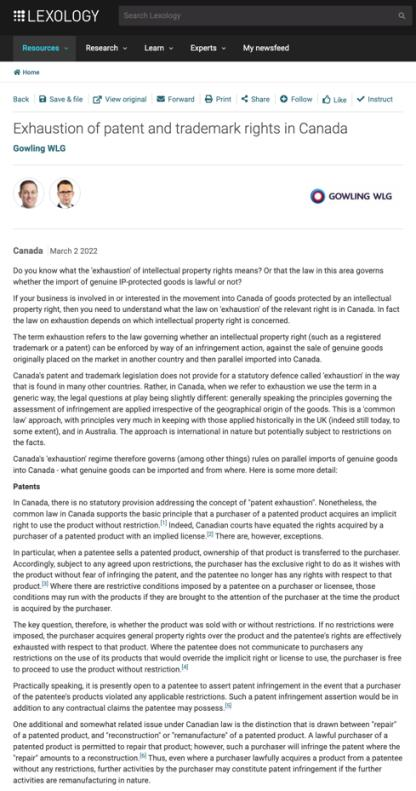 LEXOLOGY
Search Lexology
Resources
Research
Learn
Experts
My newsfeed
Home
Back
Save & file
View original
Forward
Print
Share
Follow
Like
Instruct
Exhaustion of patent and trademark rights in Canada
Gowling WLG
GOWLING WLG
Canada March 2 2022
Do you know what the 'exhaustion' of intellectual property rights means? Or that the law in this area governs
whether the import of genuine IP-protected goods is lawful or not?
If your business is involved in or interested in the movement into Canada of goods protected by an intellectual
property right, then you need to understand what the law on 'exhaustion' of the relevant right is in Canada. In fact
the law on exhaustion depends on which intellectual property right is concerned.
The term exhaustion refers to the law governing whether an intellectual property right (such as a registered
trademark or a patent) can be enforced by way of an infringement action, against the sale of genuine goods
originally placed on the market in another country and then parallel imported into Canada.
Canada's patent and trademark legislation does not provide for a statutory defence called 'exhaustion' in the way
that is found in many other countries. Rather, in Canada, when we refer to exhaustion we use the term in a
generic way, the legal questions at play being slightly different: generally speaking the principles governing the
assessment of infringement are applied irrespective of the geographical origin of the goods. This is a 'common
law' approach, with principles very much in keeping with those applied historically in the UK (indeed still today, to
some extent), and in Australia. The approach is international in nature but potentially subject to restrictions on
the facts.
Canada's 'exhaustion' regime therefore governs (among other things) rules on parallel imports of genuine goods
into Canada - what genuine goods can be imported and from where. Here is some more detail:
Patents
In Canada, there is no statutory provision addressing the concept of "patent exhaustion". Nonetheless, the
common law in Canada supports the basic principle that a purchaser of a patented product acquires an implicit
right to use the product without restriction.[1] Indeed, Canadian courts have equated the rights acquired by a
purchaser of a patented product with an implied license.[2] There are, however, exceptions.
In particular, when a patentee sells a patented product, ownership of that product is transferred to the purchaser.
Accordingly, subject to any agreed upon restrictions, the purchaser has the exclusive right to do as it wishes with
the product without fear of infringing the patent, and the patentee no longer has any rights with respect to that
product.[3] Where there are restrictive conditions imposed by a patentee on a purchaser or licensee, those
conditions may run with the products if they are brought to the attention of the purchaser at the time the product
is acquired by the purchaser.
The key question, therefore, is whether the product was sold with or without restrictions. If no restrictions were
imposed, the purchaser acquires general property rights over the product and the patentee's rights are effectively
exhausted with respect to that product. Where the patentee does not communicate to purchasers any
restrictions on the use of its products that would override the implicit right or license to use, the purchaser is free
to proceed to use the product without restriction.[4]
Practically speaking, it is presently open to a patentee to assert patent infringement in the event that a purchaser
of the patentee's products violated any applicable restrictions. Such a patent infringement assertion would be in
addition to any contractual claims the patentee may possess.[5]
One additional and somewhat related issue under Canadian law is the distinction that is drawn between "repair"
of a patented product, and "reconstruction" or "remanufacture" of a patented product. A lawful purchaser of a
patented product is permitted to repair that product; however, such a purchaser will infringe the patent where the
"repair" amounts to a reconstruction.[6] Thus, even where a purchaser lawfully acquires a product from a patentee
without any restrictions, further activities by the purchaser may constitute patent infringement if the further
activities are remanufacturing in nature.